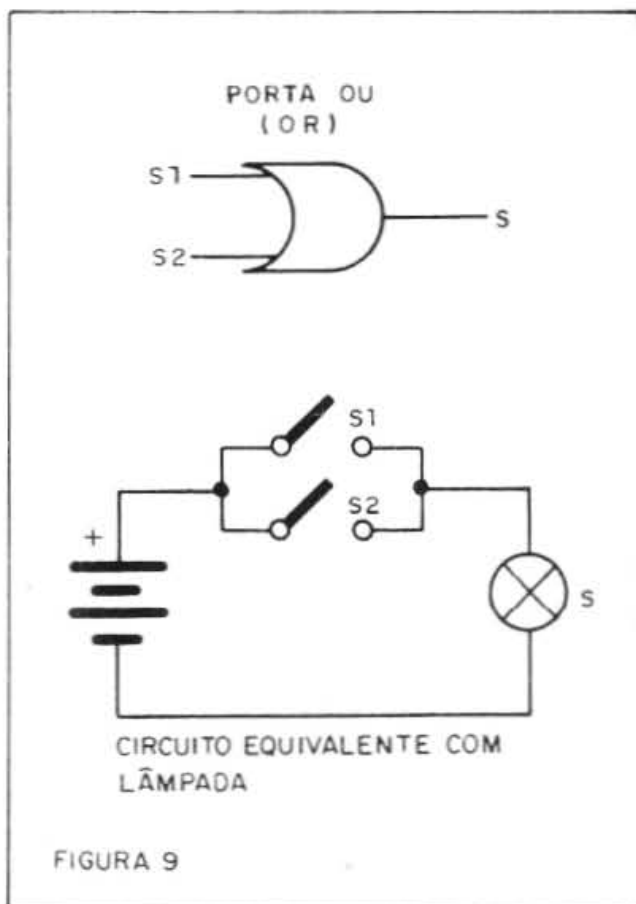 PORTA OU
(OR)
S1
S
S2
S1
S2
+
S
CIRCUITO EQUIVALENTE COM
LÂMPADA
FIGURA 9